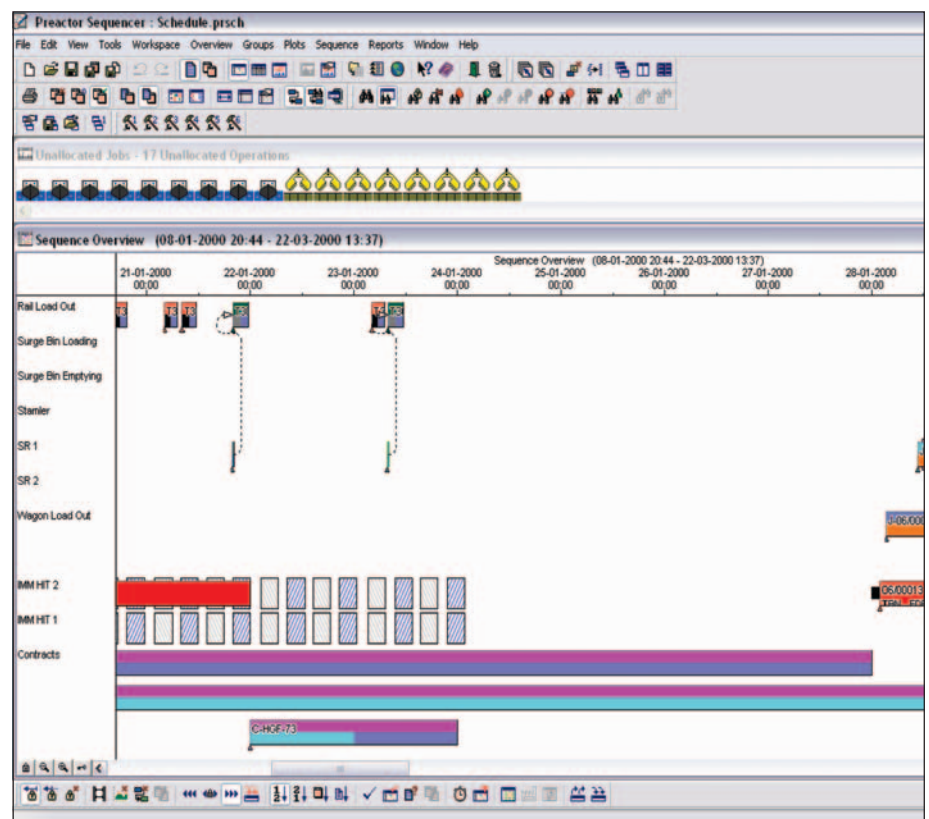 Preactor Sequencer : Schedule.prsch
File Edit View Tools Workspace Overview Groups Plots Sequence Reports Window Help
Unallocated Jobs - 17 Unallocated Operations
Sequence Overview (08-01-2000 20:44 - 22-03-2000 13:37)
Sequence Overview (08-01-2000 20:44 - 22-03-2000 13:37)
21-01-2000 22-01-2000 23-01-2000 24-01-2000 25-01-2000 26-01-2000 27-01-2000 28-01-2000
00:00 00:00 00:00 00:00 00:00 00:00 00:00 00:00
Rail Load Out
T3 T3
Surge Bin Loading
Surge Bin Emptying
Stamler
SR 1
SR 2
Wagon Load Out
IMM HIT 2
06/00013
IMM HIT 1
Contracts
C-HGF-73